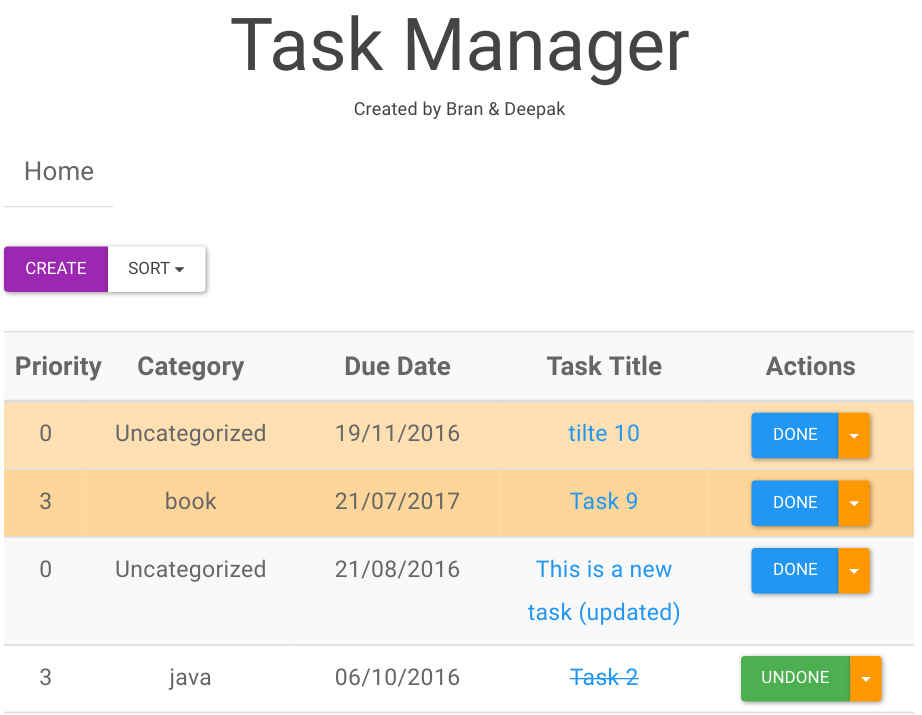 Task Manager
Created by Bran & Deepak
Home
CREATE SORT
Priority Category Due Date Task Title Actions
0 Uncategorized 19/11/2016 tilte 10 DONE
3 book 21/07/2017 Task 9 DONE
0 Uncategorized 21/08/2016 This is a new DONE
task (updated)
3 java 06/10/2016 Task 2 UNDONE